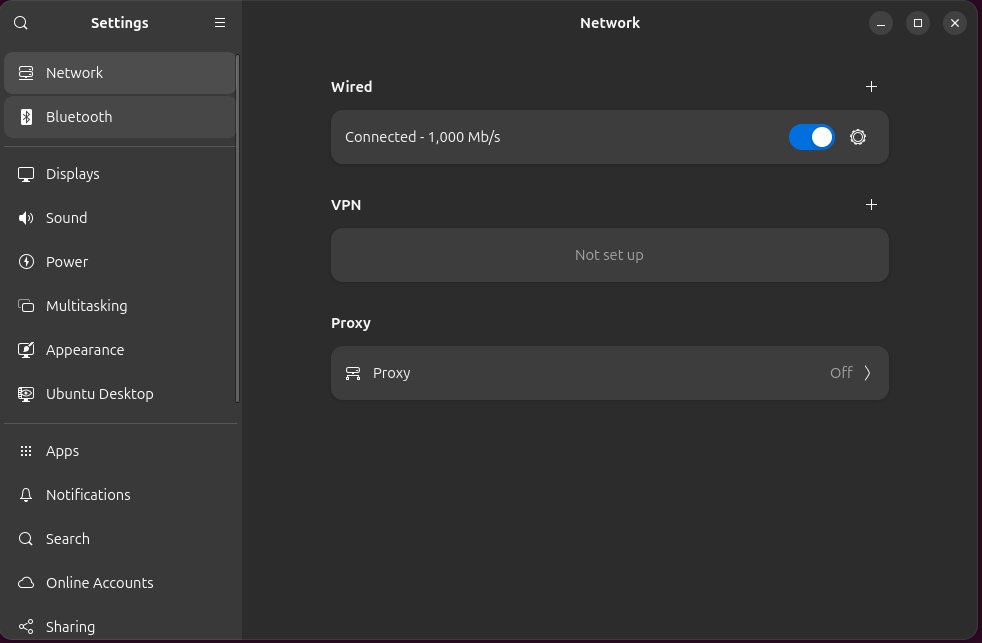 Settings
Network
Bluetooth
Displays
Sound
Power
Multitasking
Appearance
Ubuntu Desktop
Apps
Notifications
Search
Online Accounts
Sharing
Network
Wired
Connected - 1,000 Mb/s
VPN
Not set up
Proxy
Proxy Off